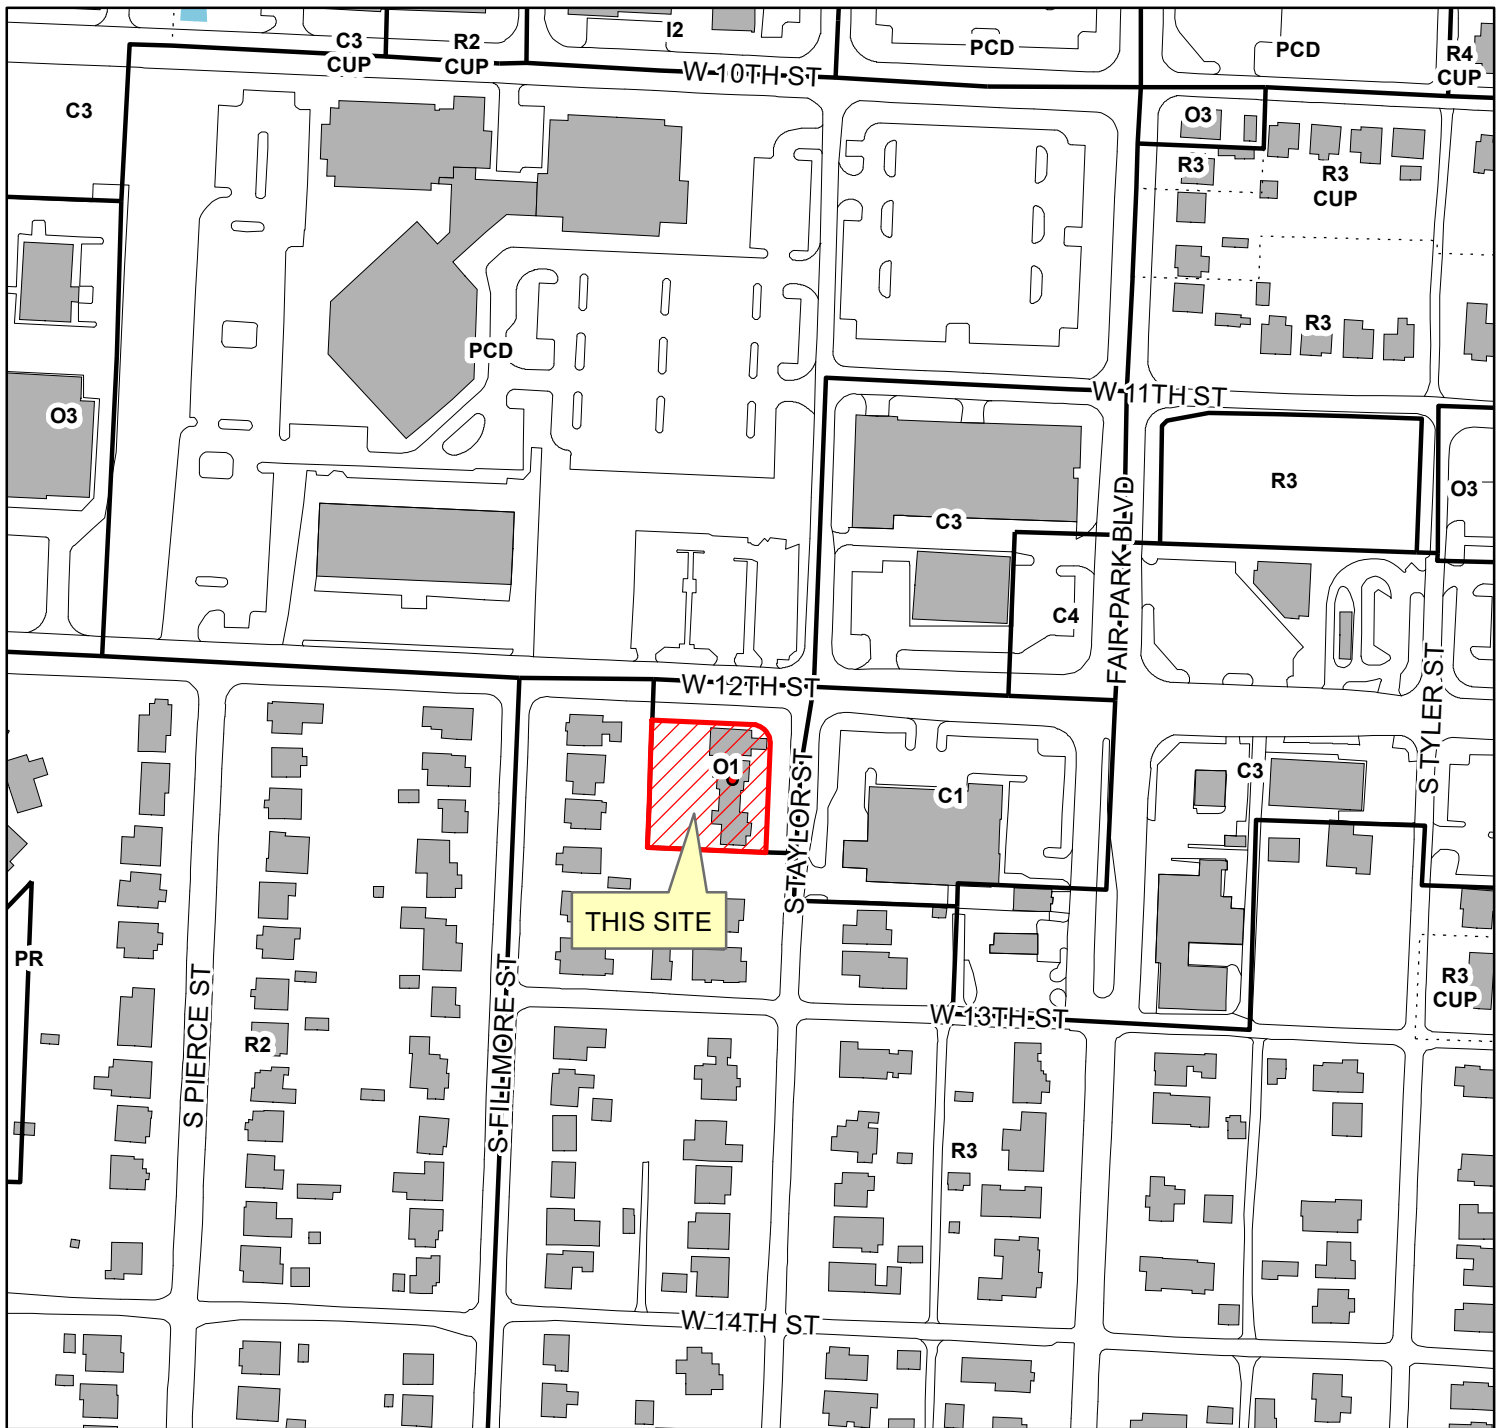 I2
C3
CUP
R2
CUP
PCD
PCD
R4
CUP
W 10TH ST
C3
O3
R3
R3
CUP
R3
PCD
W 11TH ST
O3
R3
O3
C3
FAIR PARK BLVD
C4
W 12TH ST
S TYLER ST
O1
C3
C1
S TAYLOR ST
THIS SITE
PR
R3
CUP
S PIERCE ST
S FILLMORE ST
W 13TH ST
R2
R3
W 14TH ST